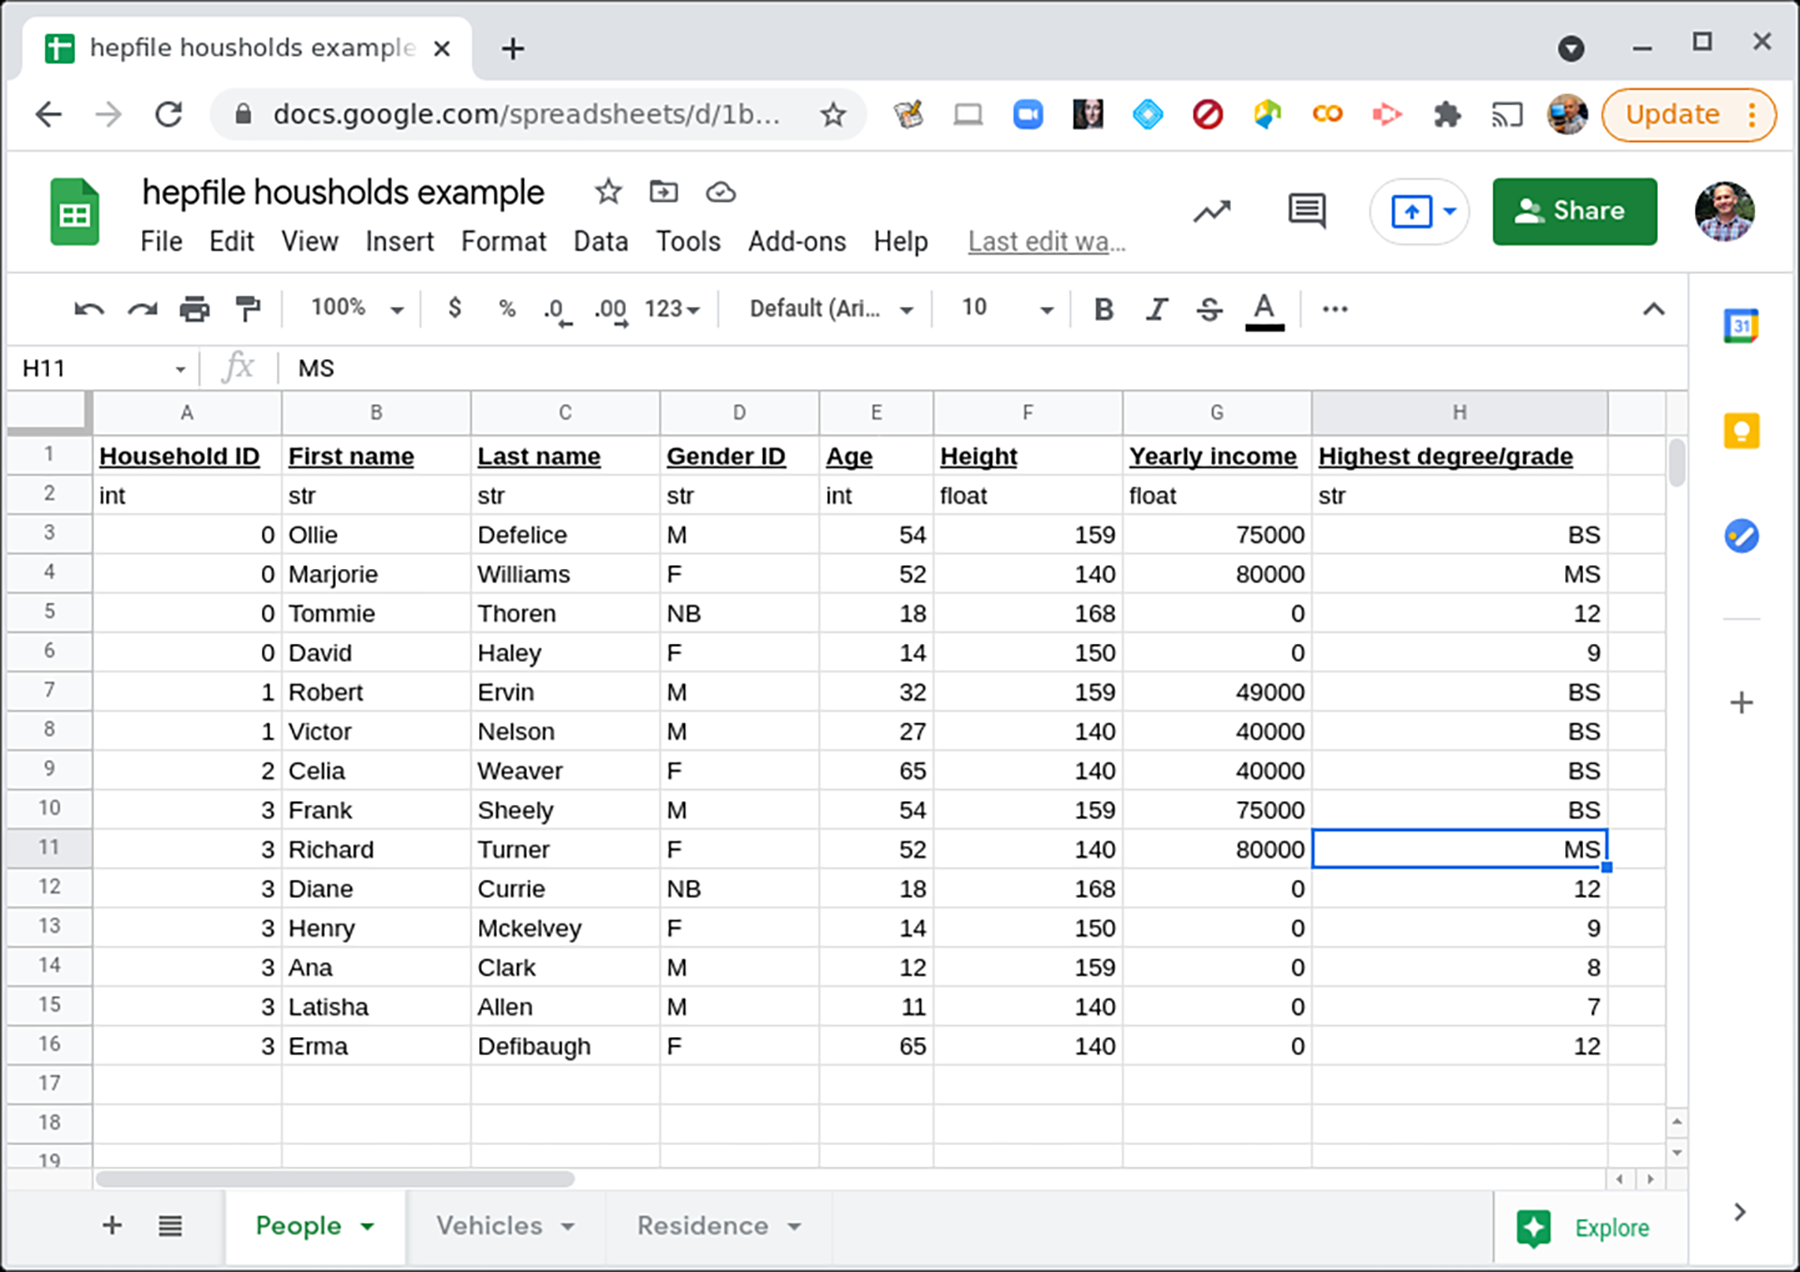 hepfile housholds example
docs.google.com/spreadsheets/d/1b...
Update
hepfile housholds example
File Edit View Insert Format Data Tools Add-ons Help Last edit wa...
Share
100% $ % .0 .00 123 Default (Ari... 10 B I S A ...
31
H11 fx MS
A B C D E F G H
1 Household ID First name Last name Gender ID Age Height Yearly income Highest degree/grade
2 int str str str int float float str
3 0 Ollie Defelice M 54 159 75000 BS
4 0 Marjorie Williams F 52 140 80000 MS
5 0 Tommie Thoren NB 18 168 0 12
6 0 David Haley F 14 150 0 9
7 1 Robert Ervin M 32 159 49000 BS
8 1 Victor Nelson M 27 140 40000 BS
9 2 Celia Weaver F 65 140 40000 BS
10 3 Frank Sheely M 54 159 75000 BS
11 3 Richard Turner F 52 140 80000 MS
12 3 Diane Currie NB 18 168 0 12
13 3 Henry Mckelvey F 14 150 0 9
14 3 Ana Clark M 12 159 0 8
15 3 Latisha Allen M 11 140 0 7
16 3 Erma Defibaugh F 65 140 0 12
17
18
19
People Vehicles Residence Explore